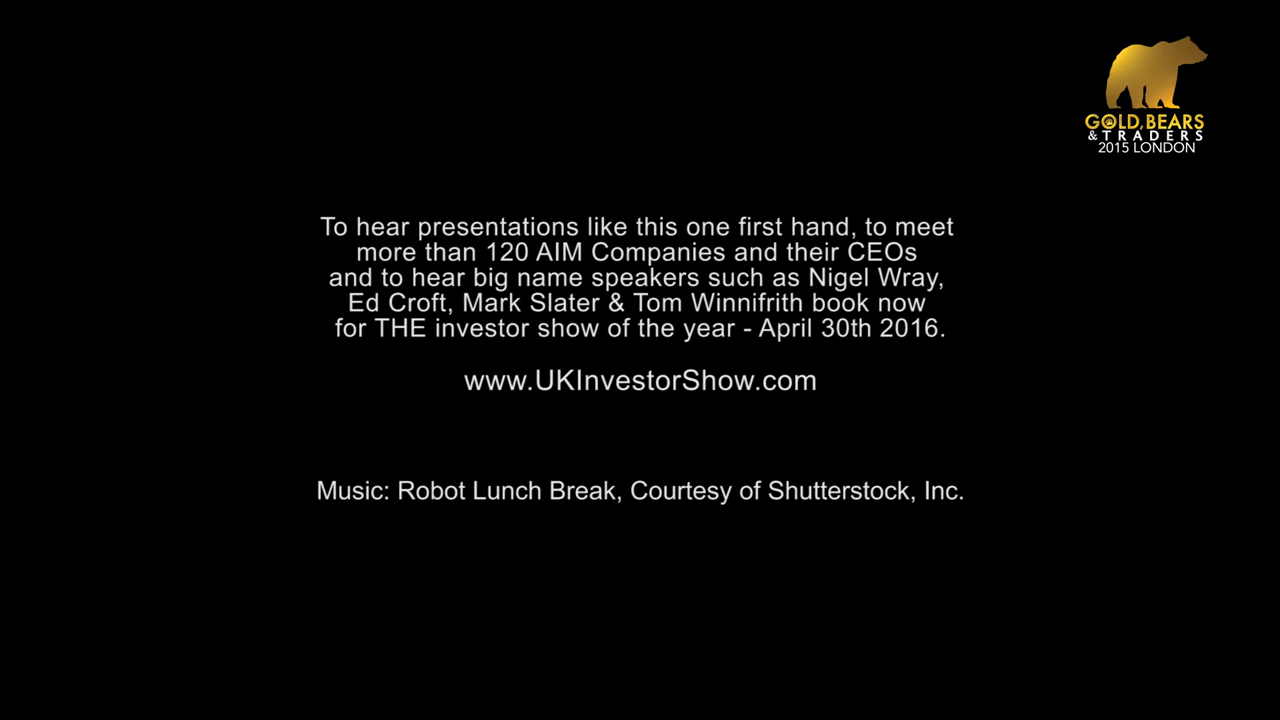 GOLD, BEARS
& TRADERS
2015 LONDON
To hear presentations like this one first hand, to meet
more than 120 AIM Companies and their CEOs
and to hear big name speakers such as Nigel Wray,
Ed Croft, Mark Slater & Tom Winnifrith book now
for THE investor show of the year - April 30th 2016.
www.UKInvestorShow.com
Music: Robot Lunch Break, Courtesy of Shutterstock, Inc.